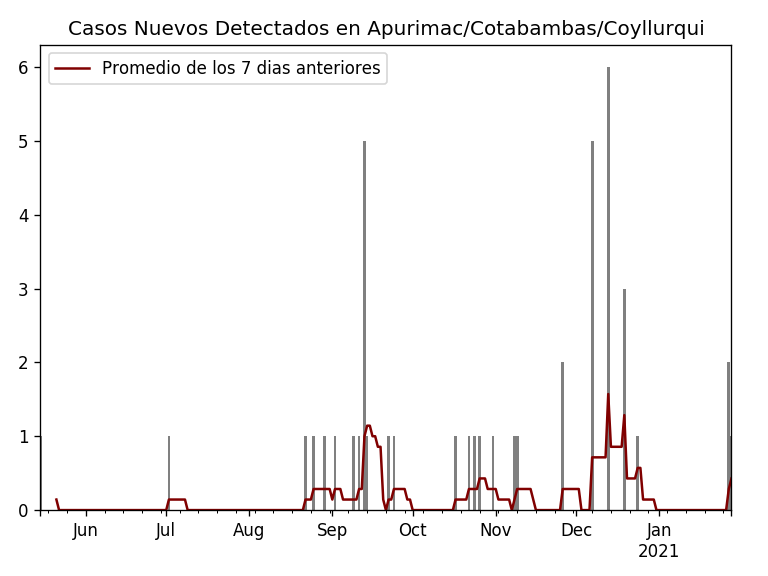 Casos Nuevos Detectados en Apurimac/Cotabambas/Coyllurqui
Promedio de los 7 dias anteriores
6
5
4
3
2
1
0
Jun Jul Aug Sep Oct Nov Dec Jan
2021